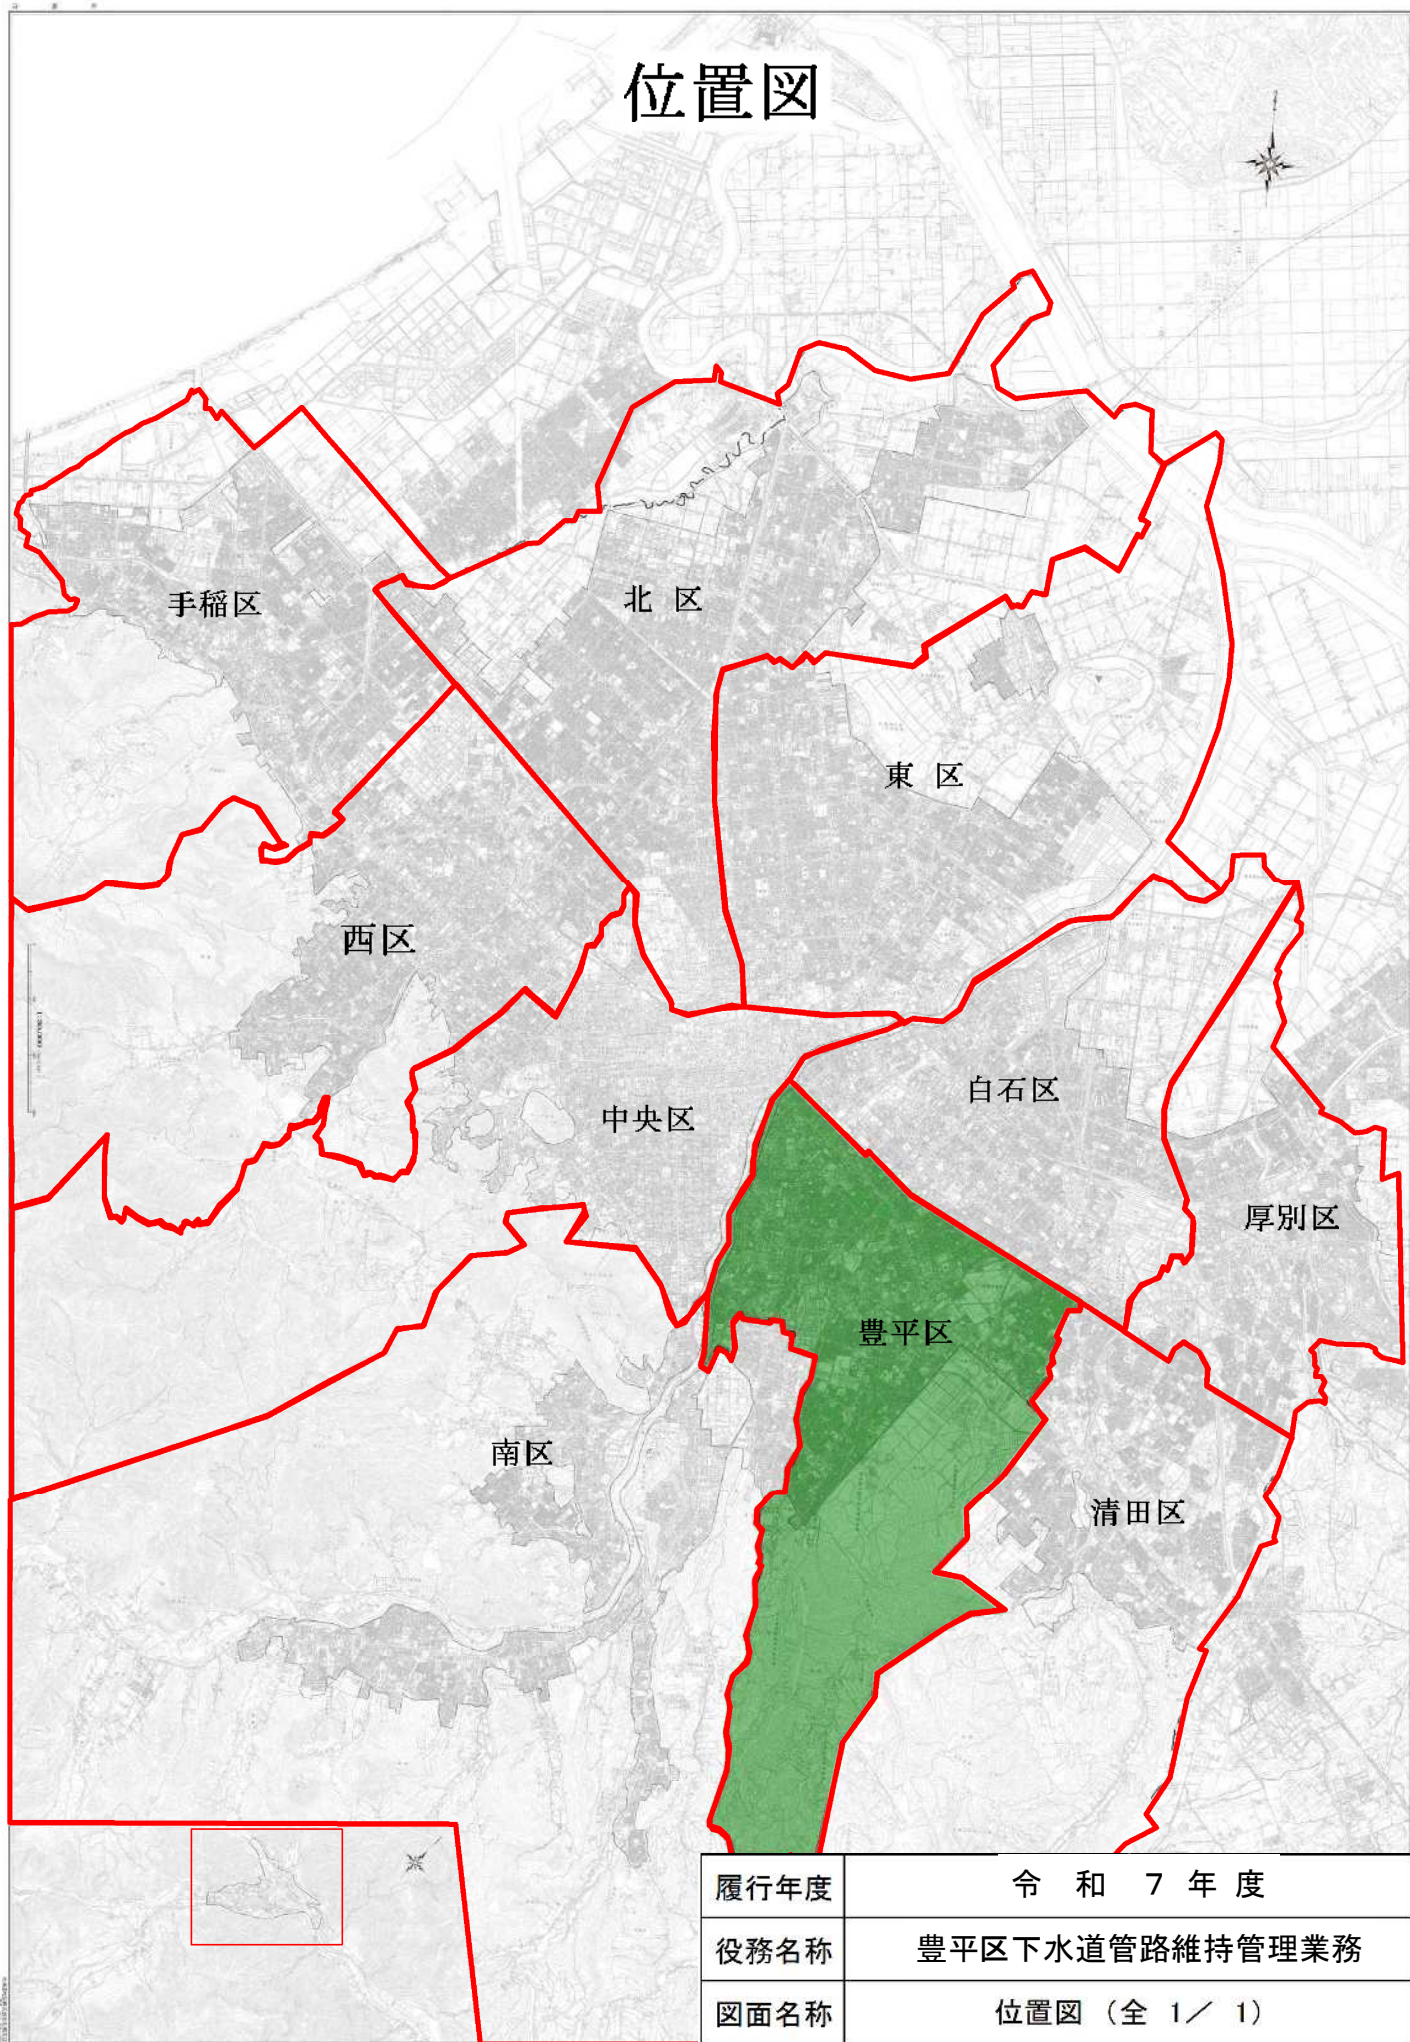 位置図
手稲区
北 区
東 区
西区
中央区
白石区
厚別区
豊平区
南区
清田区
履行年度 令 和 7 年 度
役務名称 豊平区下水道管路維持管理業務
図面名称 位置図 (全 1/ 1)